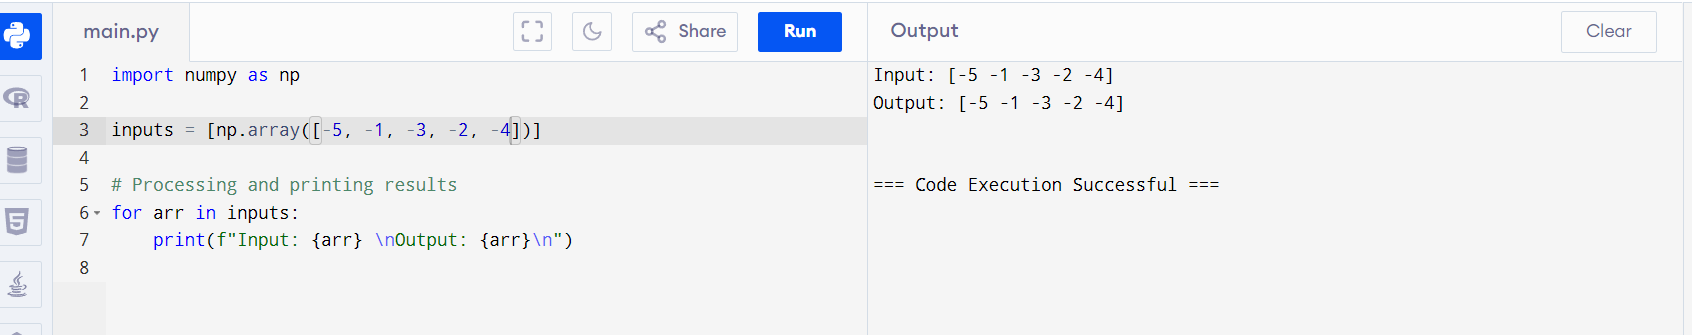 main.py
Share
Run
Output
Clear
1 import numpy as np
2
3 inputs = [np.array([-5, -1, -3, -2, -4])]
4
5 # Processing and printing results
6 for arr in inputs:
7     print(f"Input: {arr} \nOutput: {arr}\n")
8
Input: [-5 -1 -3 -2 -4]
Output: [-5 -1 -3 -2 -4]
=== Code Execution Successful ===